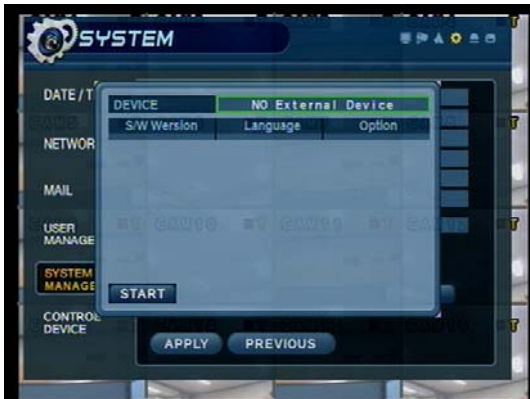 SYSTEM
DATE / T
DEVICE NO External Device
S/W Wersion Language Option
NETWOR
MAIL
USER
MANAGE
SYSTEM
MANAGE
START
CONTROL
DEVICE
APPLY PREVIOUS